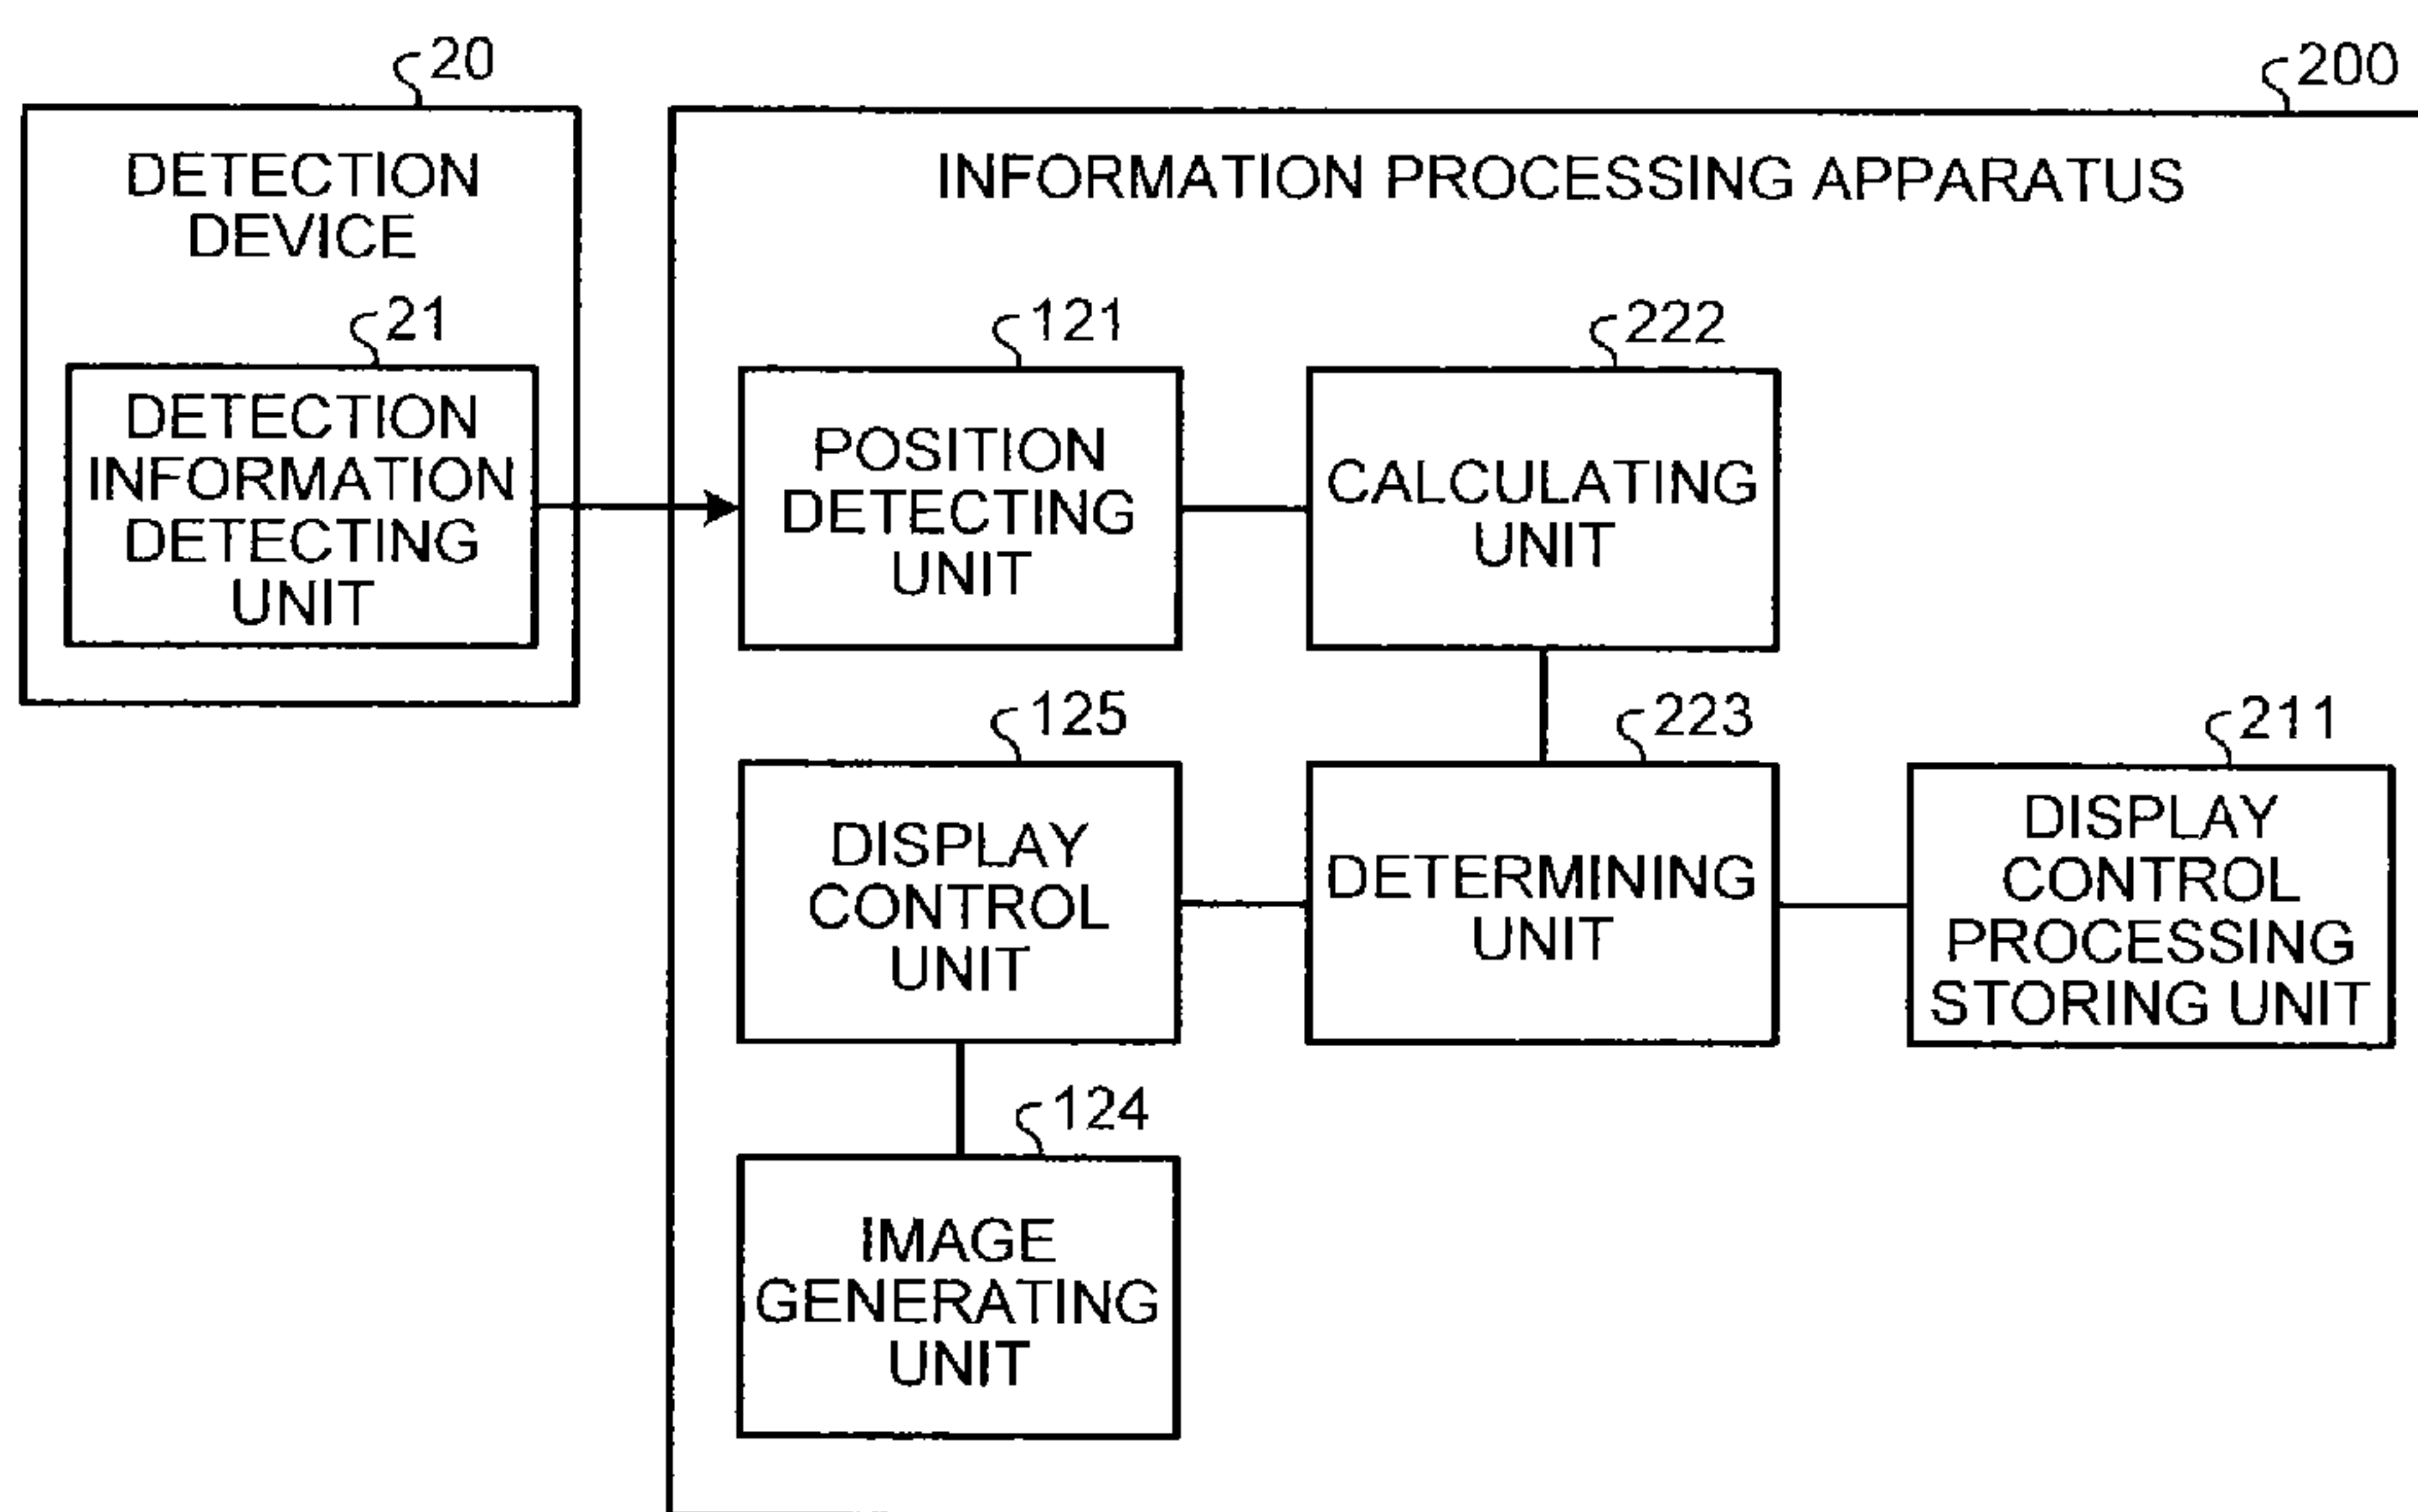 20
DETECTION
DEVICE
21
DETECTION
INFORMATION
DETECTING
UNIT
200
INFORMATION PROCESSING APPARATUS
121
POSITION
DETECTING
UNIT
222
CALCULATING
UNIT
125
DISPLAY
CONTROL
UNIT
223
DETERMINING
UNIT
211
DISPLAY
CONTROL
PROCESSING
STORING UNIT
124
IMAGE
GENERATING
UNIT